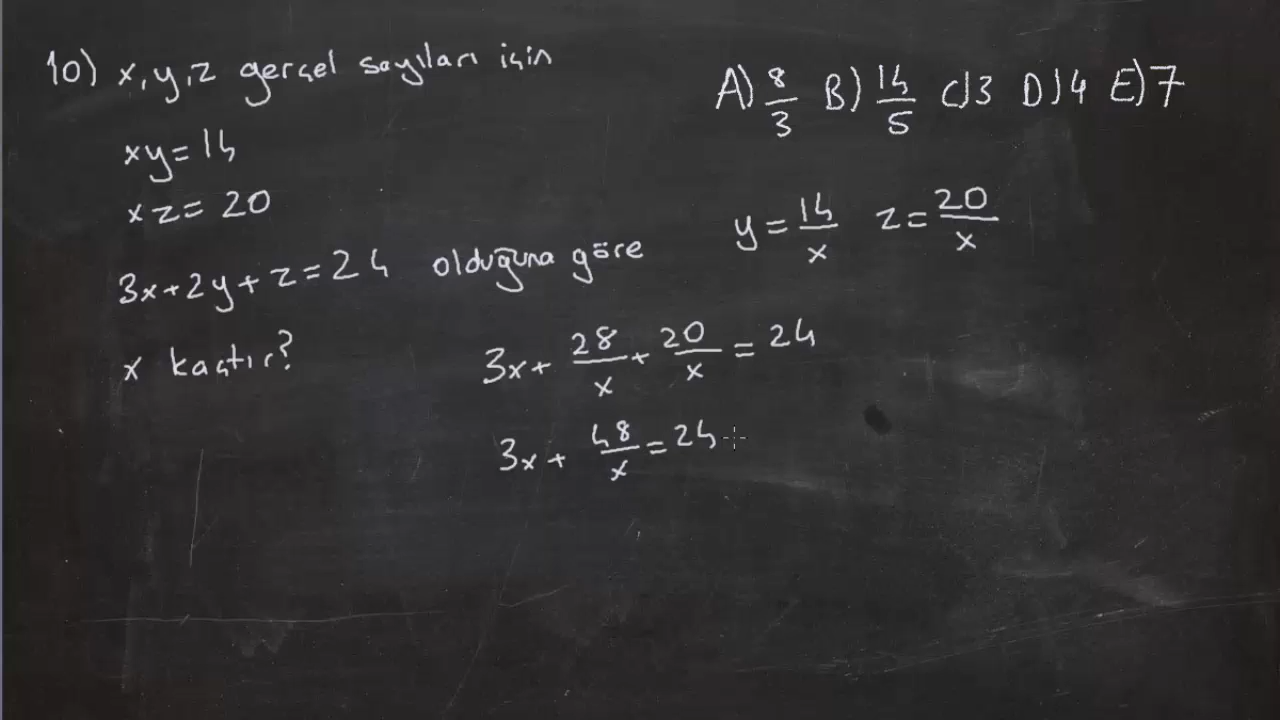 10) x, y, z gerçel sayıları için
xy = 14
xz = 20
3x + 2y + z = 24 olduğuna göre
x kaçtır?
A) 8/3 B) 14/5 C) 3 D) 4 E) 7
y = 14/x z = 20/x
3x + 28/x + 20/x = 24
3x + 48/x = 24